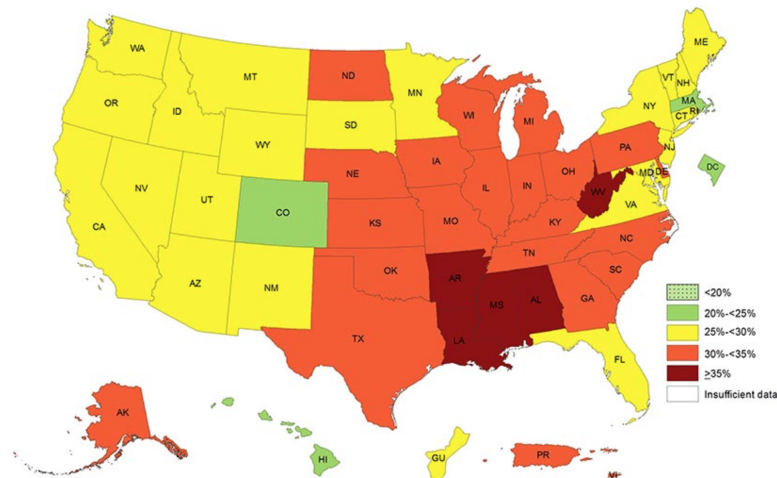 WA
MT
ND
MN
ME
VT
NH
OR
ID
SD
WI
MI
NY
MA
CT
RI
WY
IA
PA
NJ
NE
OH
DC
NV
UT
CO
IL
IN
WV
MD
DE
VA
CA
KS
MO
KY
AZ
NM
OK
AR
TN
NC
SC
TX
LA
MS
AL
GA
FL
AK
HI
GU
PR
VI
<20%
20%-<25%
25%-<30%
30%-<35%
≥35%
Insufficient data